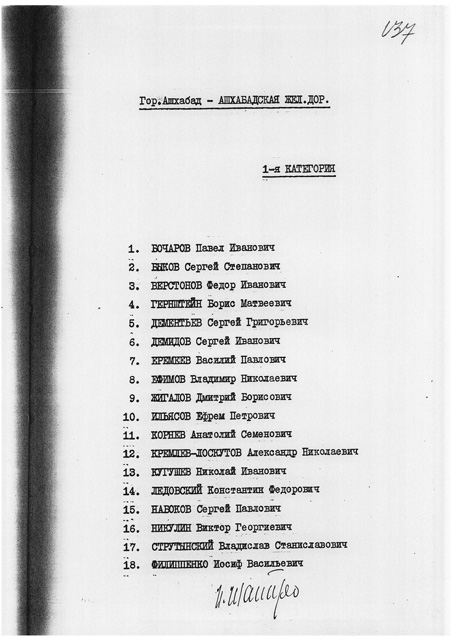 137
Гор.Ашхабад – АШХАБАДСКАЯ ЖЕЛ.ДОР.
1-я КАТЕГОРИЯ
1. БОЧАРОВ Павел Иванович
2. БЫКОВ Сергей Степанович
3. ВЕРСТОНОВ Федор Иванович
4. ГЕРНШТЕЙН Борис Матвеевич
5. ДЕМЕНТЬЕВ Сергей Григорьевич
6. ДЕМИДОВ Сергей Иванович
7. ЕРЕМЕЕВ Василий Павлович
8. ЕФИМОВ Владимир Николаевич
9. ЖИГАЛОВ Дмитрий Борисович
10. ИЛЬЯСОВ Ефрем Петрович
11. КОРНЕВ Анатолий Семенович
12. КРЕМЛЕВ-ЛОСКУТОВ Александр Николаевич
13. КУГУШЕВ Николай Иванович
14. ЛЕДОВСКИЙ Константин Федорович
15. НАБОКОВ Сергей Павлович
16. НИКУЛИН Виктор Георгиевич
17. СТРУТЫНСКИЙ Владислав Станиславович
18. ФИЛИППЕНКО Иосиф Васильевич
И. Шапиро